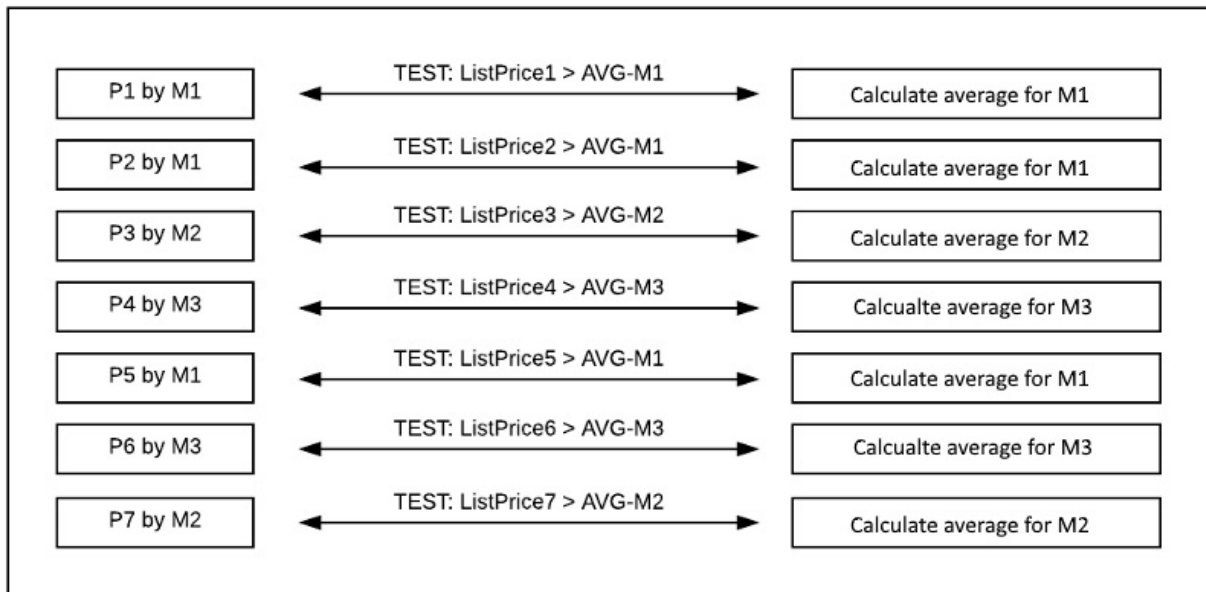 P1 by M1 TEST: ListPrice1 > AVG-M1 Calculate average for M1
P2 by M1 TEST: ListPrice2 > AVG-M1 Calculate average for M1
P3 by M2 TEST: ListPrice3 > AVG-M2 Calculate average for M2
P4 by M3 TEST: ListPrice4 > AVG-M3 Calcualte average for M3
P5 by M1 TEST: ListPrice5 > AVG-M1 Calculate average for M1
P6 by M3 TEST: ListPrice6 > AVG-M3 Calcualte average for M3
P7 by M2 TEST: ListPrice7 > AVG-M2 Calculate average for M2